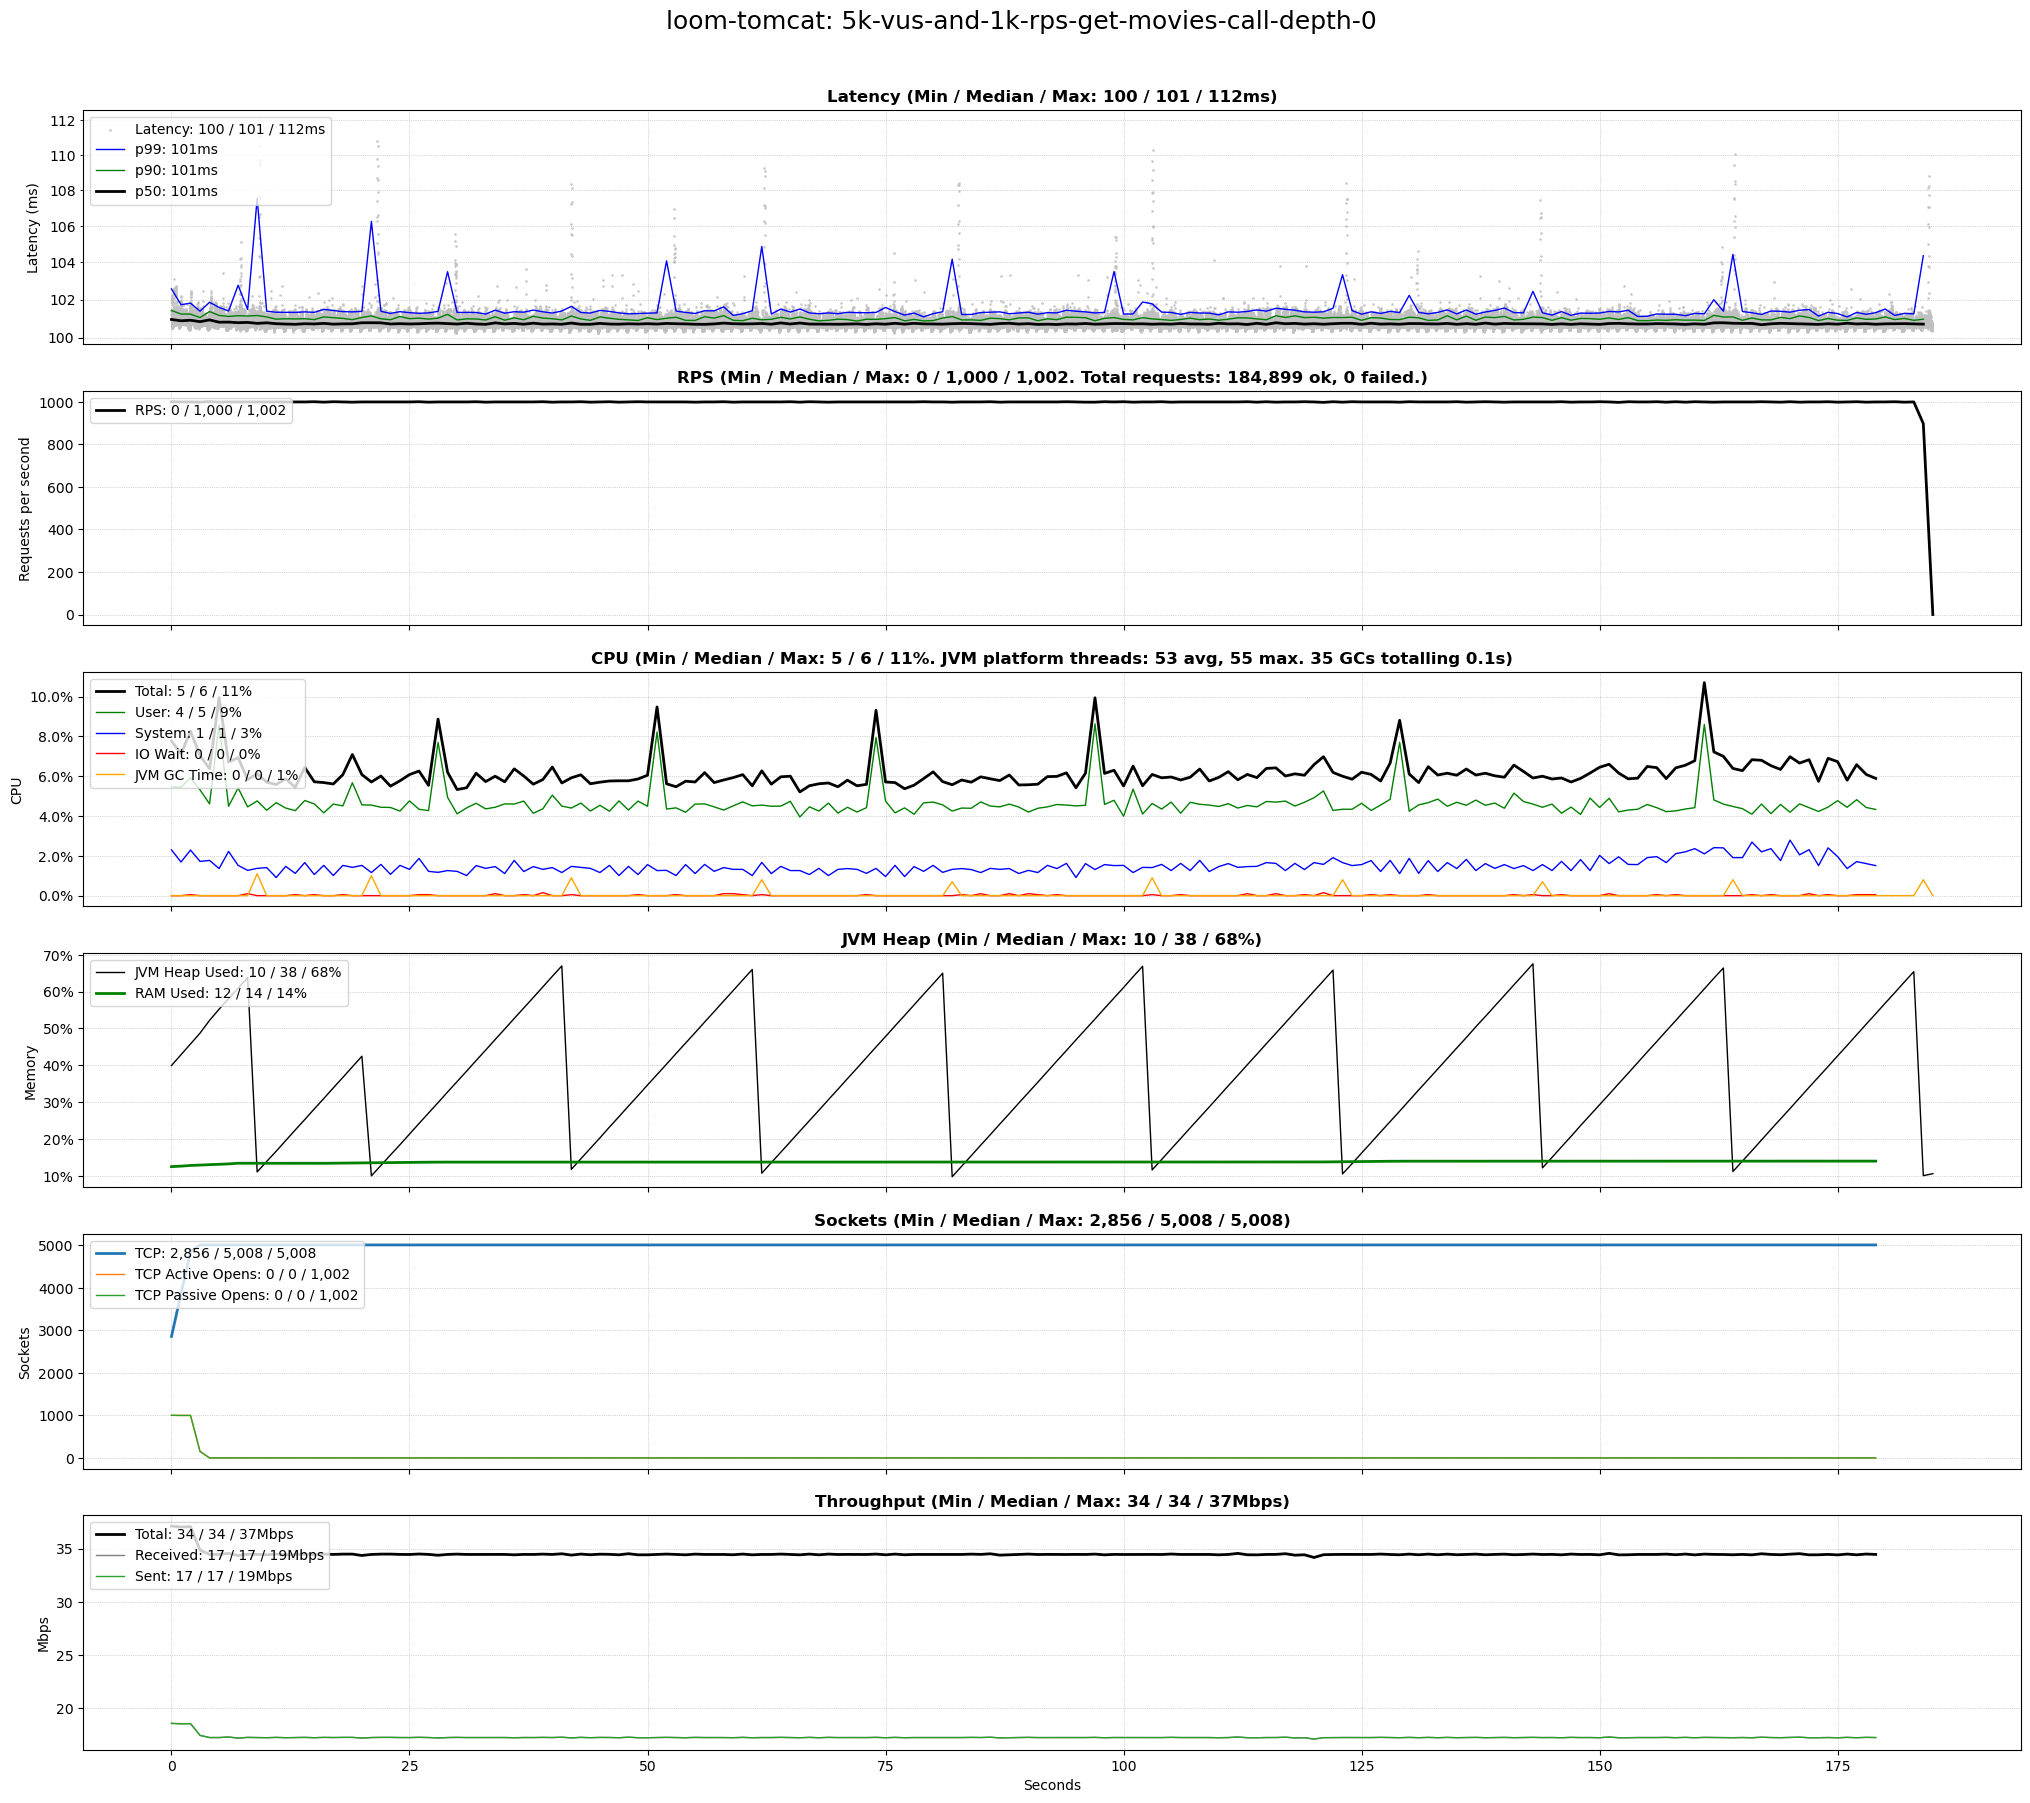 loom-tomcat: 5k-vus-and-1k-rps-get-movies-call-depth-0
Latency (Min / Median / Max: 100 / 101 / 112ms)
Latency: 100 / 101 / 112ms
p99: 101ms
p90: 101ms
p50: 101ms
Latency (ms)
112
110
108
106
104
102
100
RPS (Min / Median / Max: 0 / 1,000 / 1,002. Total requests: 184,899 ok, 0 failed.)
RPS: 0 / 1,000 / 1,002
Requests per second
1000
800
600
400
200
0
CPU (Min / Median / Max: 5 / 6 / 11%. JVM platform threads: 53 avg, 55 max. 35 GCs totalling 0.1s)
Total: 5 / 6 / 11%
User: 4 / 5 / 9%
System: 1 / 1 / 3%
IO Wait: 0 / 0 / 0%
JVM GC Time: 0 / 0 / 1%
CPU
10.0%
8.0%
6.0%
4.0%
2.0%
0.0%
JVM Heap (Min / Median / Max: 10 / 38 / 68%)
JVM Heap Used: 10 / 38 / 68%
RAM Used: 12 / 14 / 14%
Memory
70%
60%
50%
40%
30%
20%
10%
Sockets (Min / Median / Max: 2,856 / 5,008 / 5,008)
TCP: 2,856 / 5,008 / 5,008
TCP Active Opens: 0 / 0 / 1,002
TCP Passive Opens: 0 / 0 / 1,002
Sockets
5000
4000
3000
2000
1000
0
Throughput (Min / Median / Max: 34 / 34 / 37Mbps)
Total: 34 / 34 / 37Mbps
Received: 17 / 17 / 19Mbps
Sent: 17 / 17 / 19Mbps
Mbps
35
30
25
20
0 25 50 75 100 125 150 175
Seconds